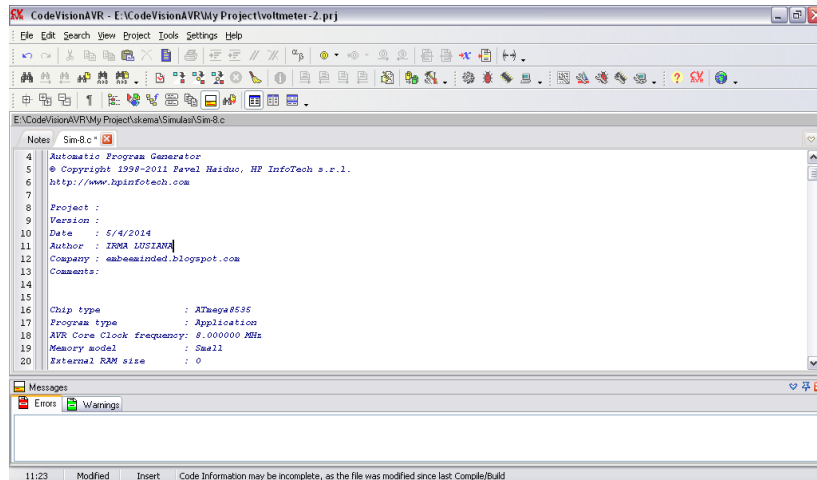 CodeVisionAVR - E:\CodeVisionAVR\My Project\voltmeter-2.prj
File Edit Search View Project Tools Settings Help
E:\CodeVisionAVR\My Project\skema\Simulasi\Sim-8.c
Notes Sim-8.c *
4 Automatic Program Generator
5 © Copyright 1998-2011 Pavel Haiduc, HP InfoTech s.r.l.
6 http://www.hpinfotech.com
7
8 Project :
9 Version :
10 Date : 5/4/2014
11 Author : IRMA LUSIANA
12 Company : embeeminded.blogspot.com
13 Comments:
14
15
16 Chip type : ATmega8535
17 Program type : Application
18 AVR Core Clock frequency: 8.000000 MHz
19 Memory model : Small
20 External RAM size : 0
Messages
Errors Warnings
11:23 Modified Insert Code Information may be incomplete, as the file was modified since last Compile/Build